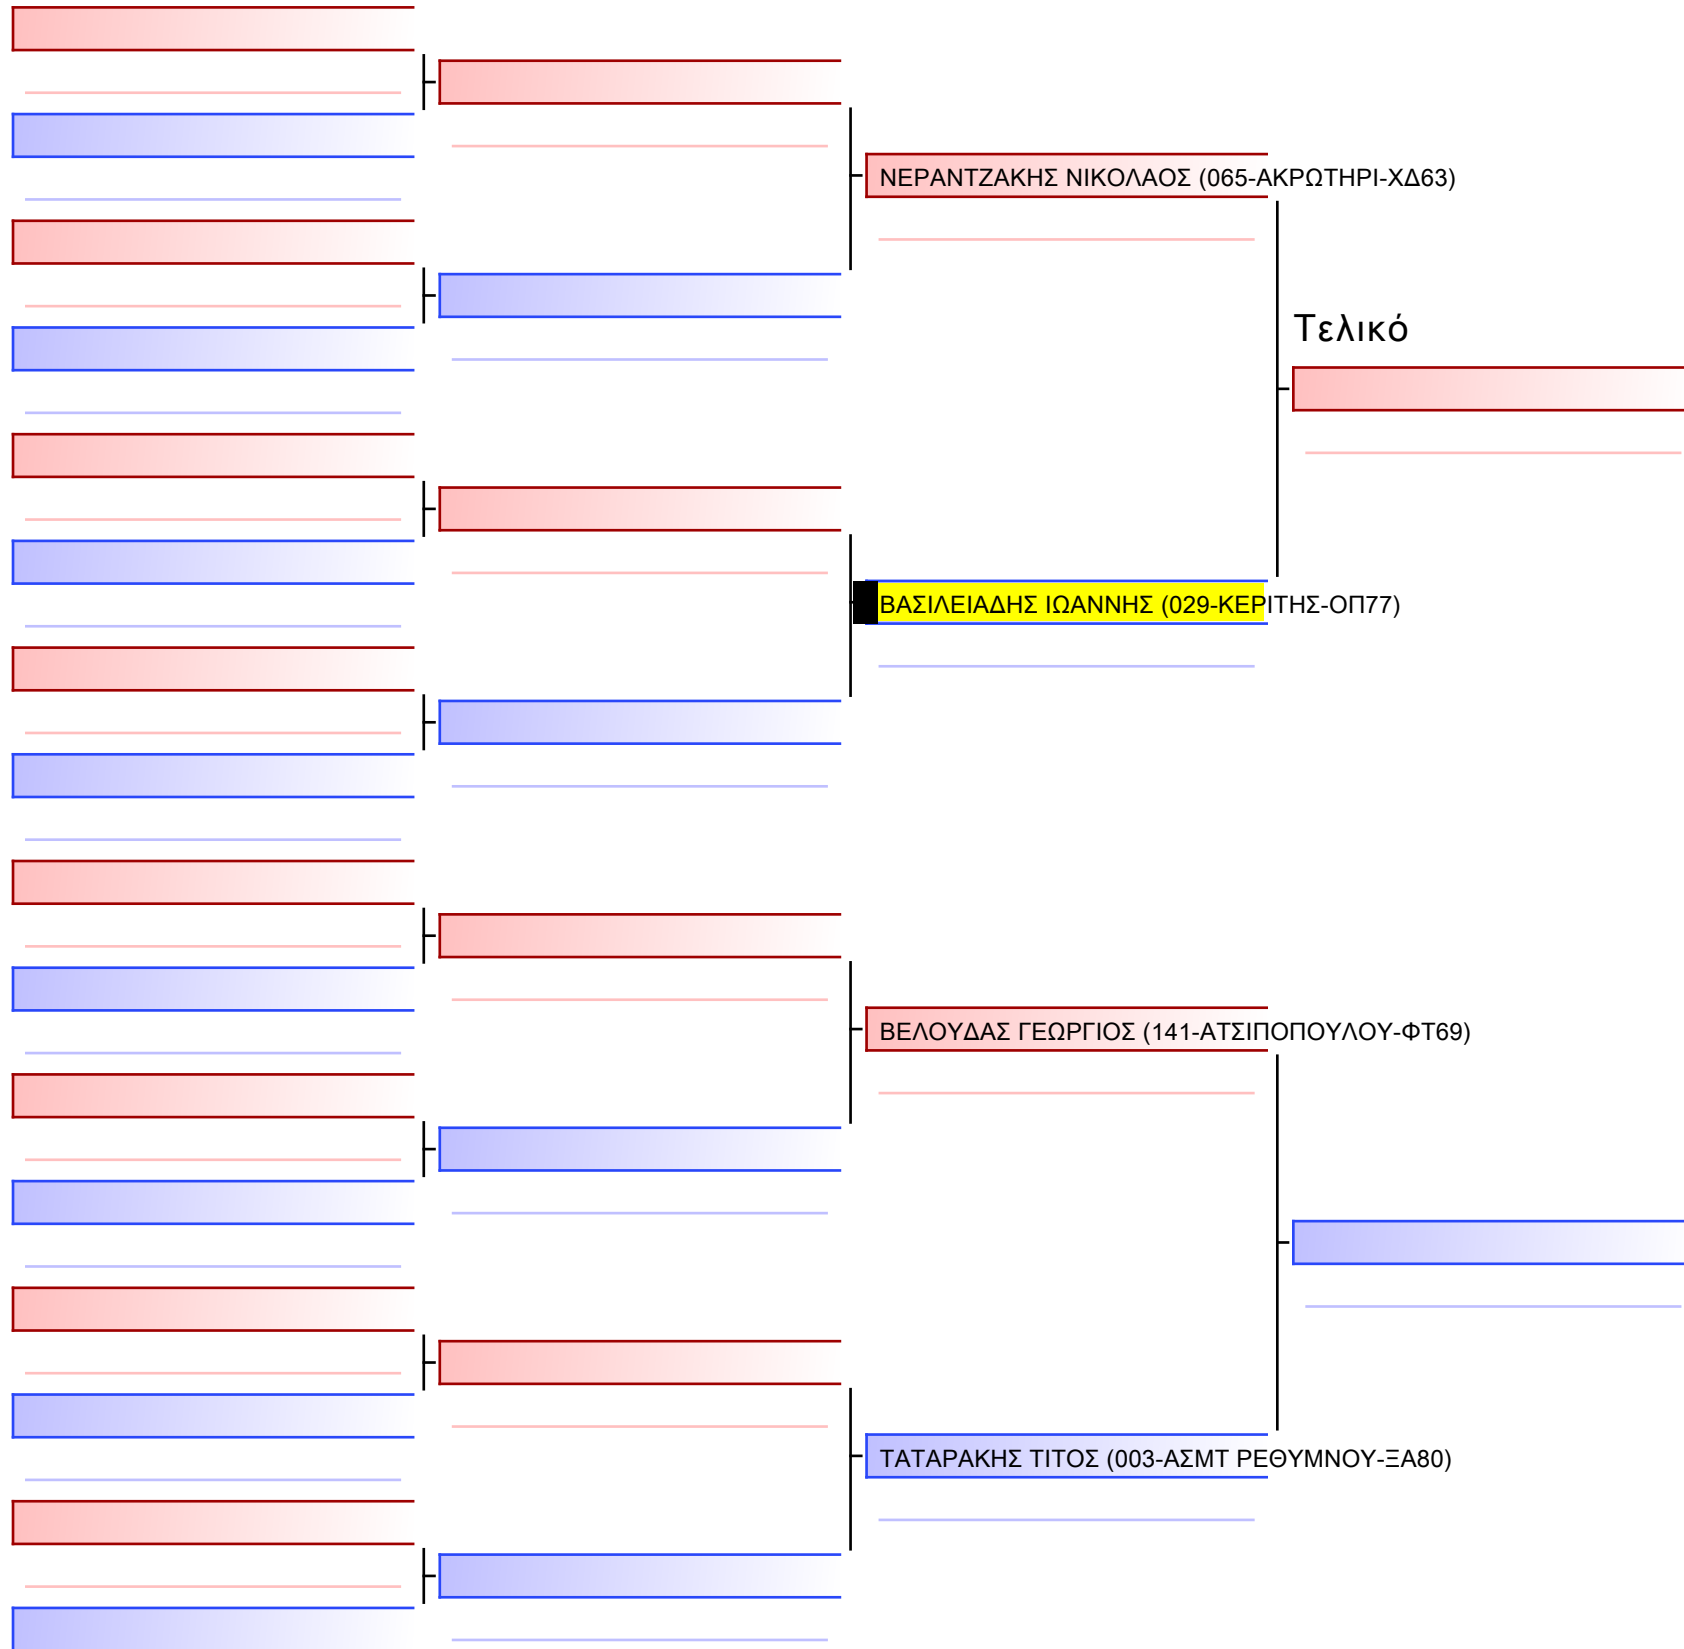 ΝΕΡΑΝΤΖΑΚΗΣ ΝΙΚΟΛΑΟΣ (065-ΑΚΡΩΤΗΡΙ-ΧΔ63)
Τελικό
ΒΑΣΙΛΕΙΑΔΗΣ ΙΩΑΝΝΗΣ (029-ΚΕΡΙΤΗΣ-ΟΠ77)
ΒΕΛΟΥΔΑΣ ΓΕΩΡΓΙΟΣ (141-ΑΤΣΙΠΟΠΟΥΛΟΥ-ΦΤ69)
ΤΑΤΑΡΑΚΗΣ ΤΙΤΟΣ (003-ΑΣΜΤ ΡΕΘΥΜΝΟΥ-ΞΑ80)